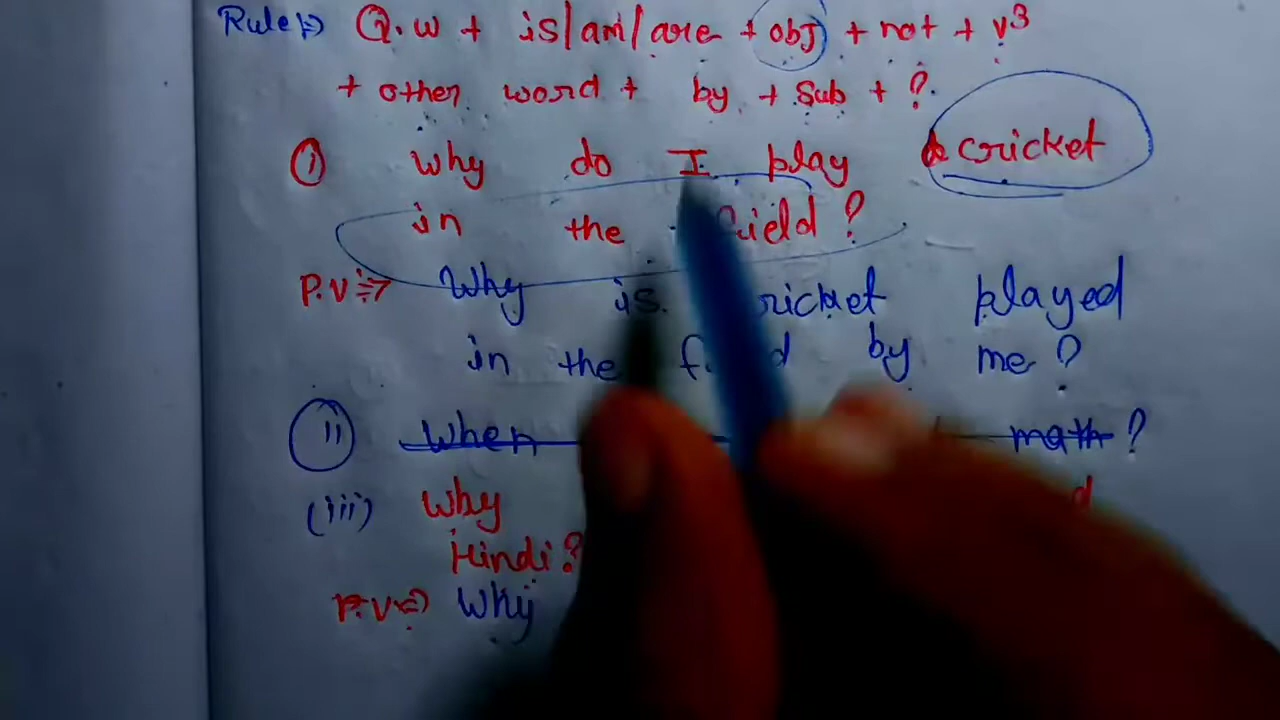 Rule⇒ Q.w + is/am/are + obj + not + v³
+ other word + by + sub + ?
(i) Why do I play cricket
in the field?
P.V⇒ Why is cricket played
in the by me?
(ii) When math?
(iii) Why
Hindi?
P.V⇒ Why